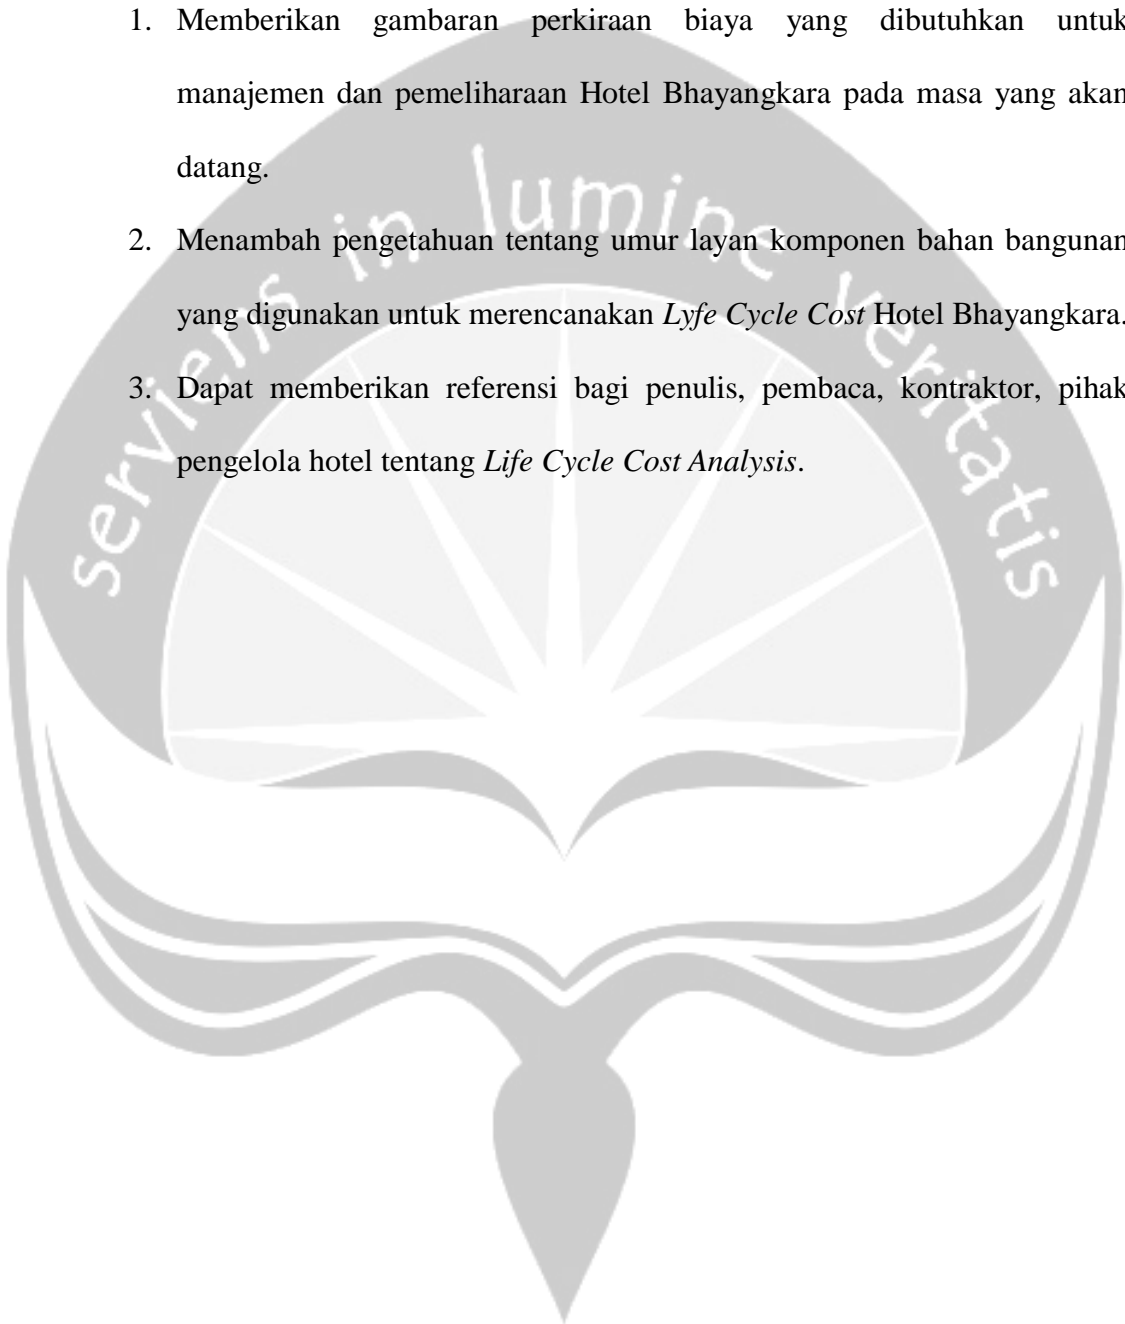 1. Memberikan gambaran perkiraan biaya yang dibutuhkan untuk
manajemen dan pemeliharaan Hotel Bhayangkara pada masa yang akan
datang.
2. Menambah pengetahuan tentang umur layan komponen bahan bangunan
yang digunakan untuk merencanakan Lyfe Cycle Cost Hotel Bhayangkara.
3. Dapat memberikan referensi bagi penulis, pembaca, kontraktor, pihak
pengelola hotel tentang Life Cycle Cost Analysis.
serviens in lumine veritatis